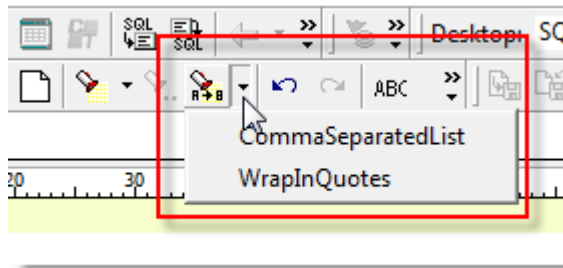 SQL SQL Desktop: SQ
A B ABC
CommaSeparatedList
WrapInQuotes
20 30